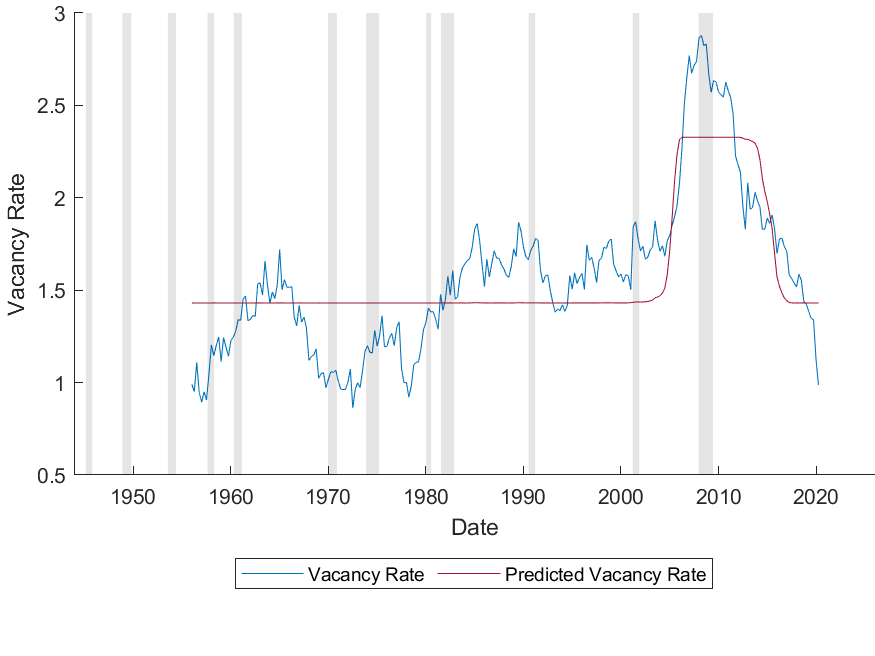 3
2.5
2
1.5
1
0.5
Vacancy Rate
1950 1960 1970 1980 1990 2000 2010 2020
Date
Vacancy Rate Predicted Vacancy Rate